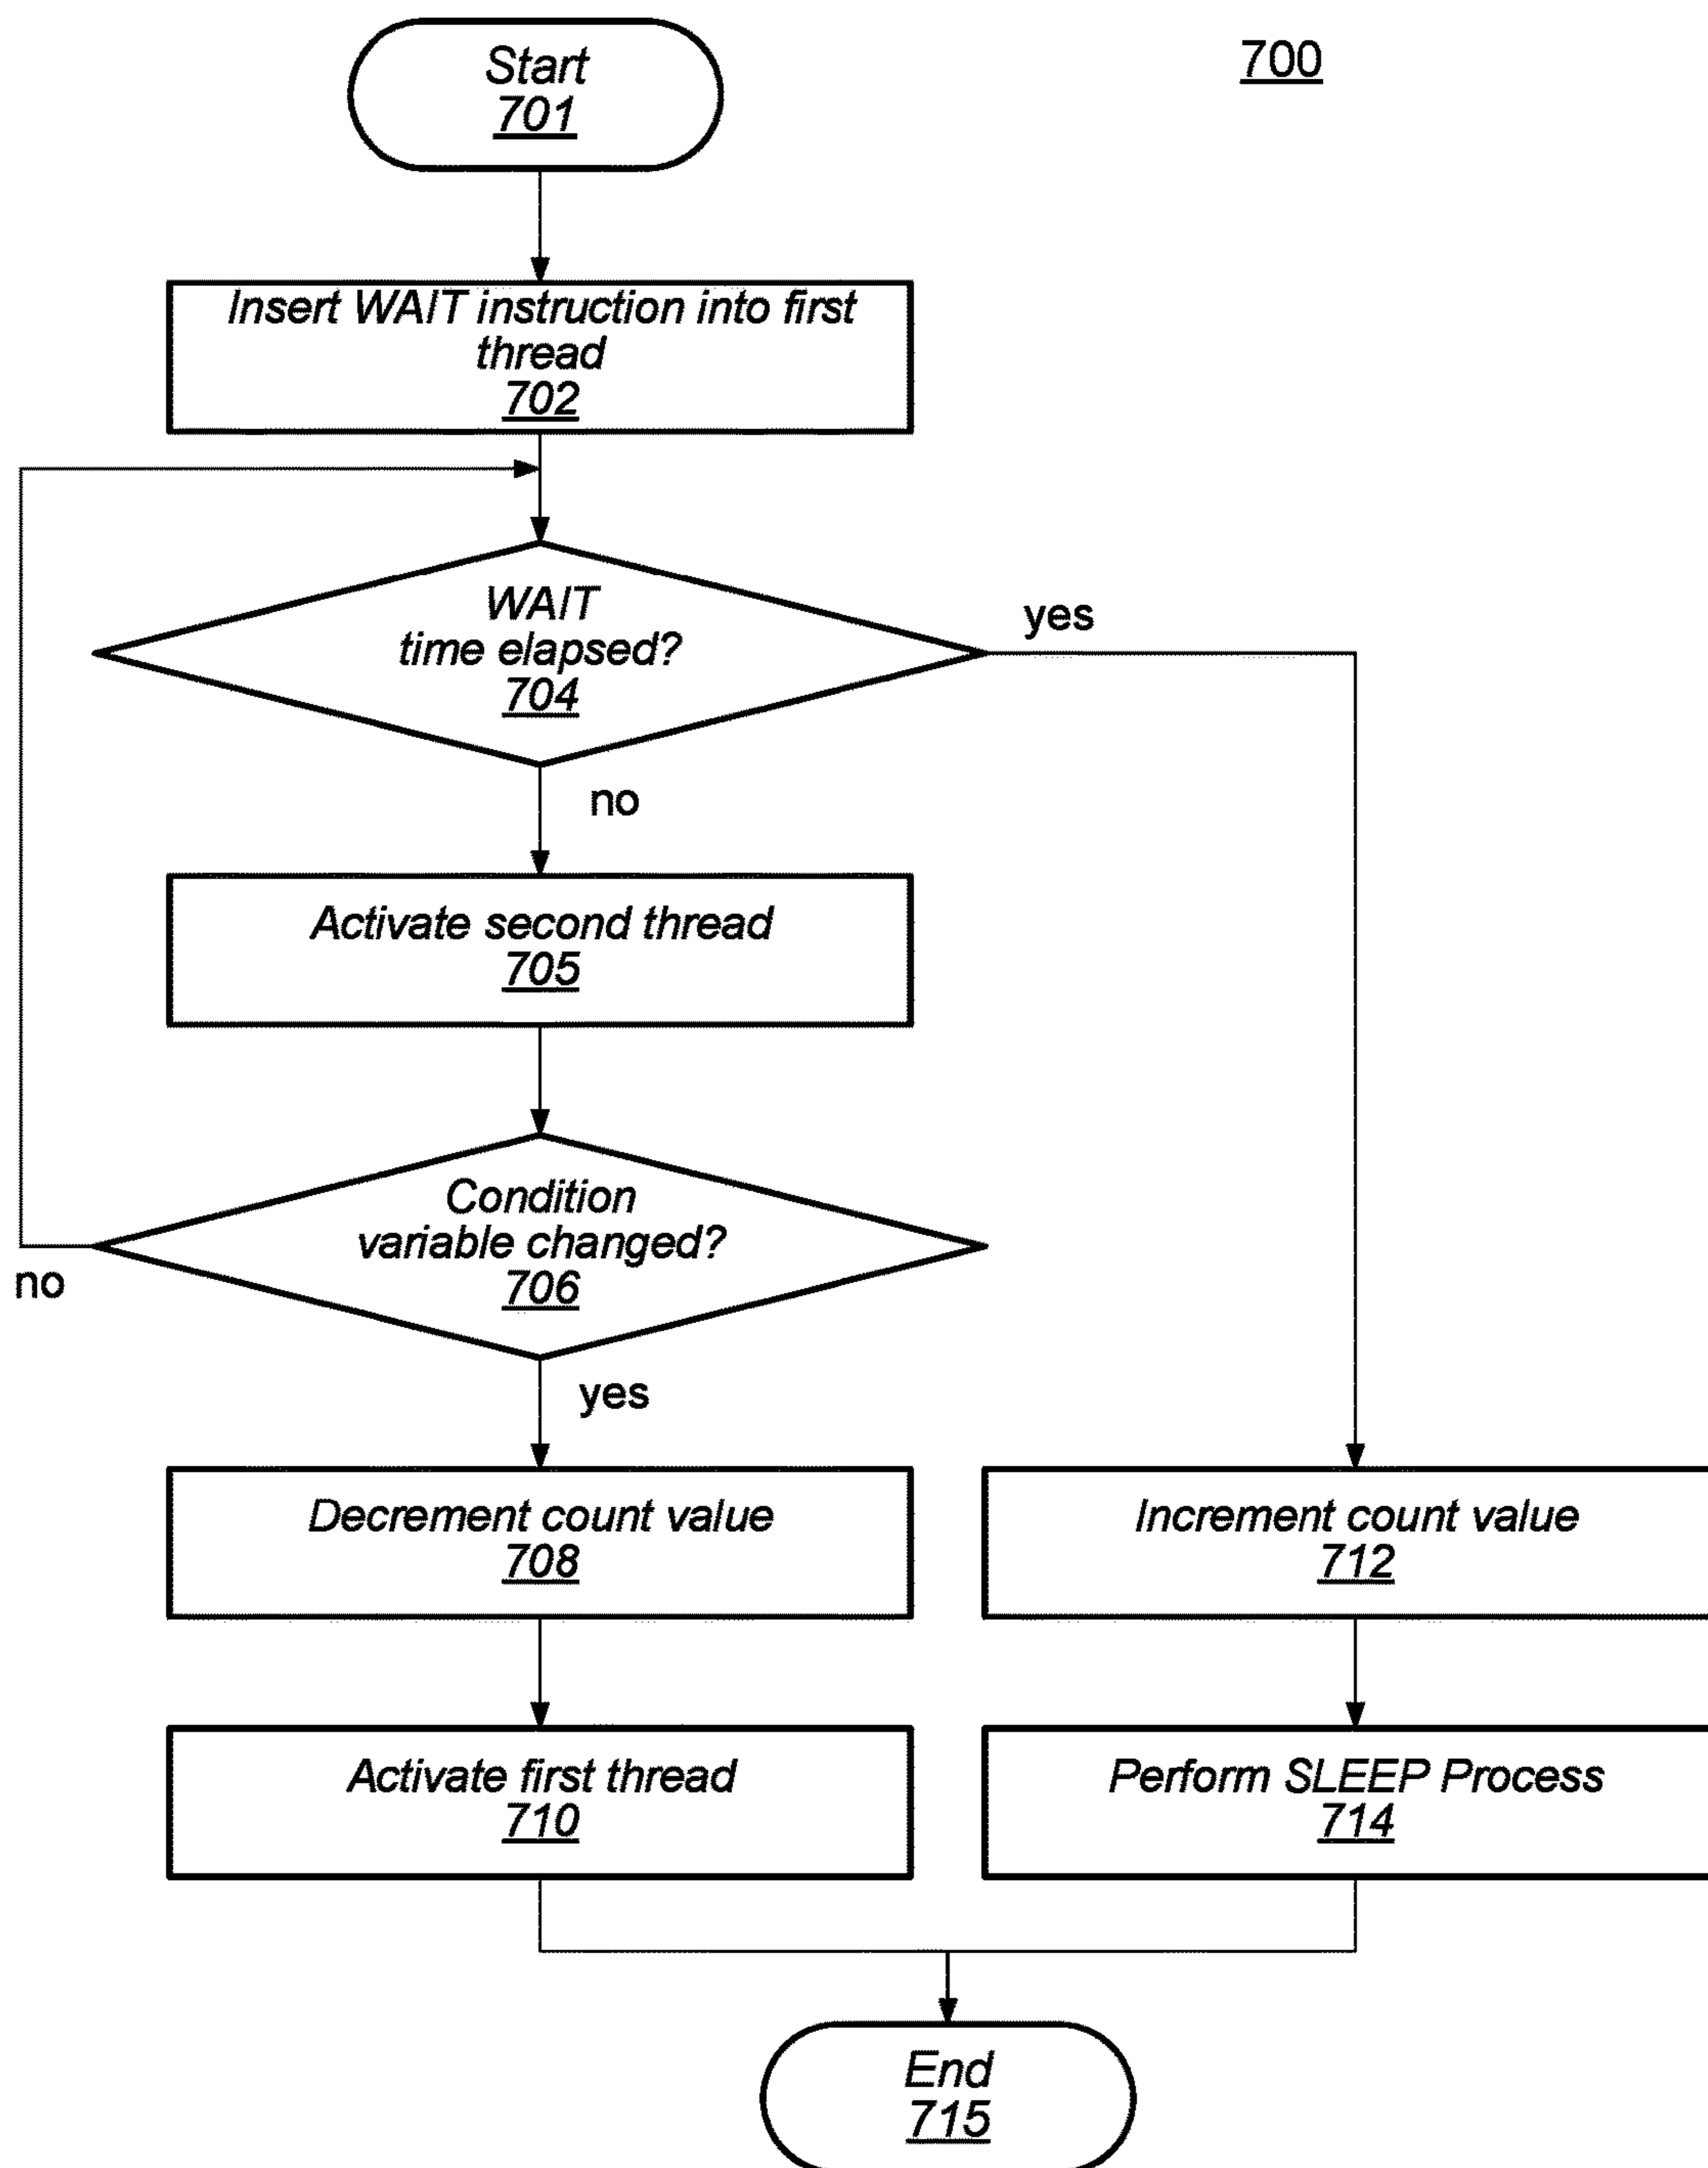 Start
701
700
Insert WAIT instruction into first
thread
702
WAIT
time elapsed?
704
yes
no
Activate second thread
705
Condition
variable changed?
706
no
yes
Decrement count value
708
Increment count value
712
Activate first thread
710
Perform SLEEP Process
714
End
715